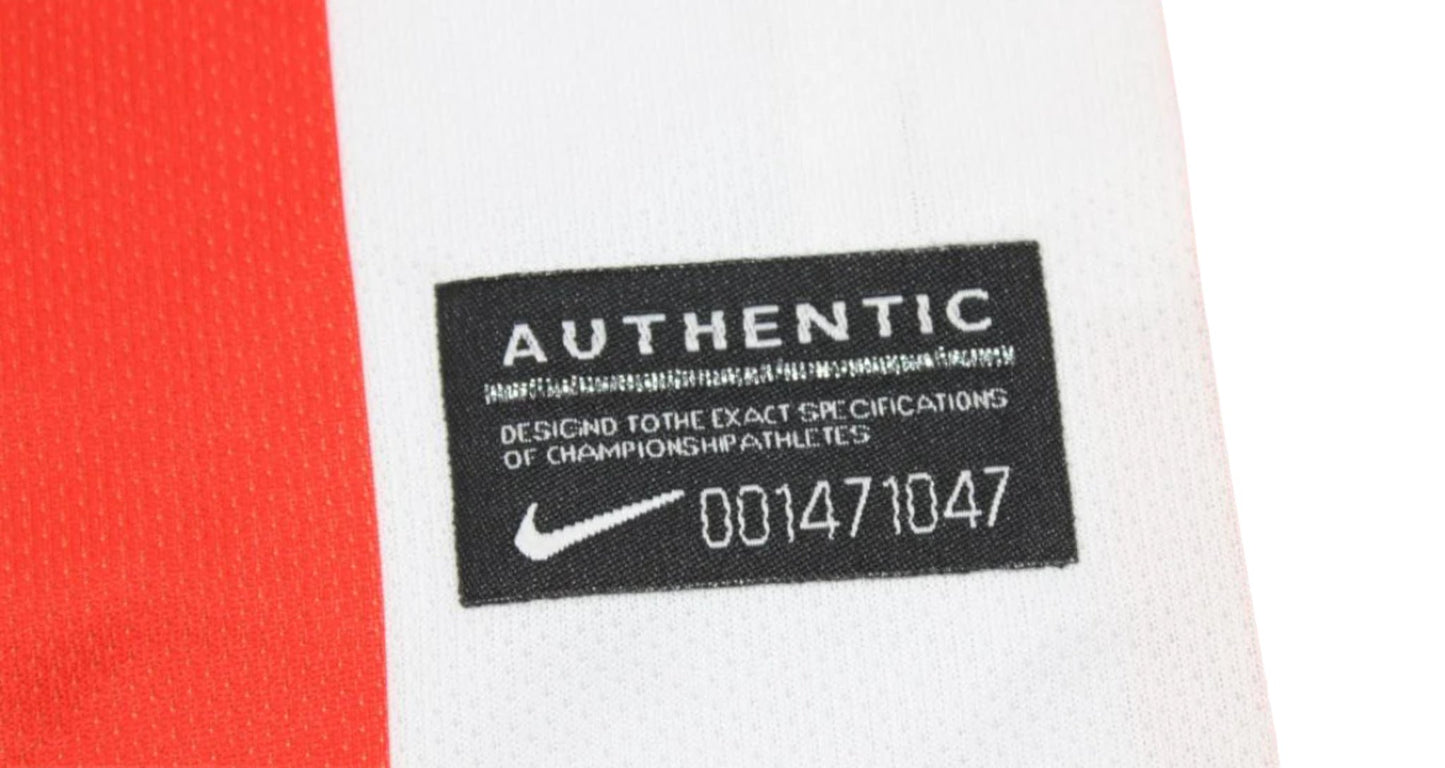 AUTHENTIC
DESIGND TO THE EXACT SPECIFICATIONS
OF CHAMPIONSHIP ATHLETES
001471047